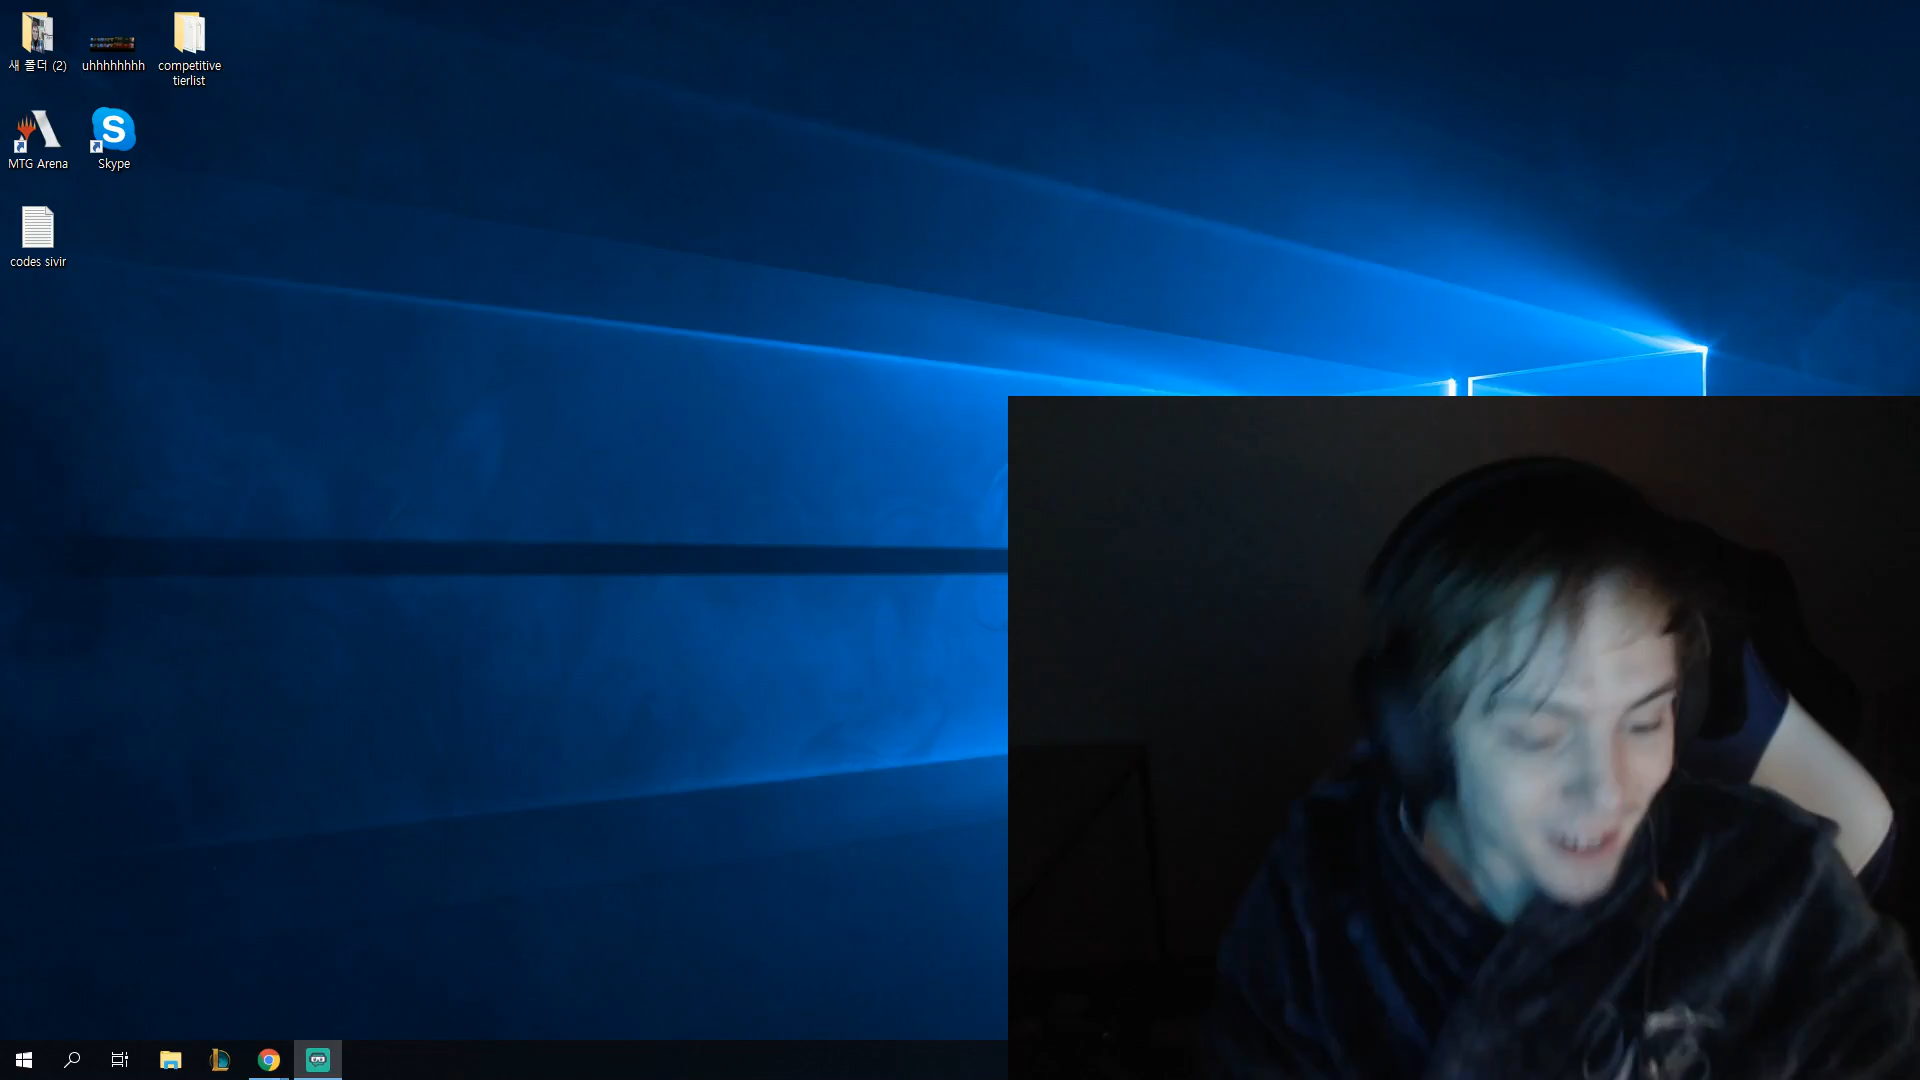 새 폴더 (2)
uhhhhhhhh
competitive
tierlist
MTG Arena
Skype
codes sivir